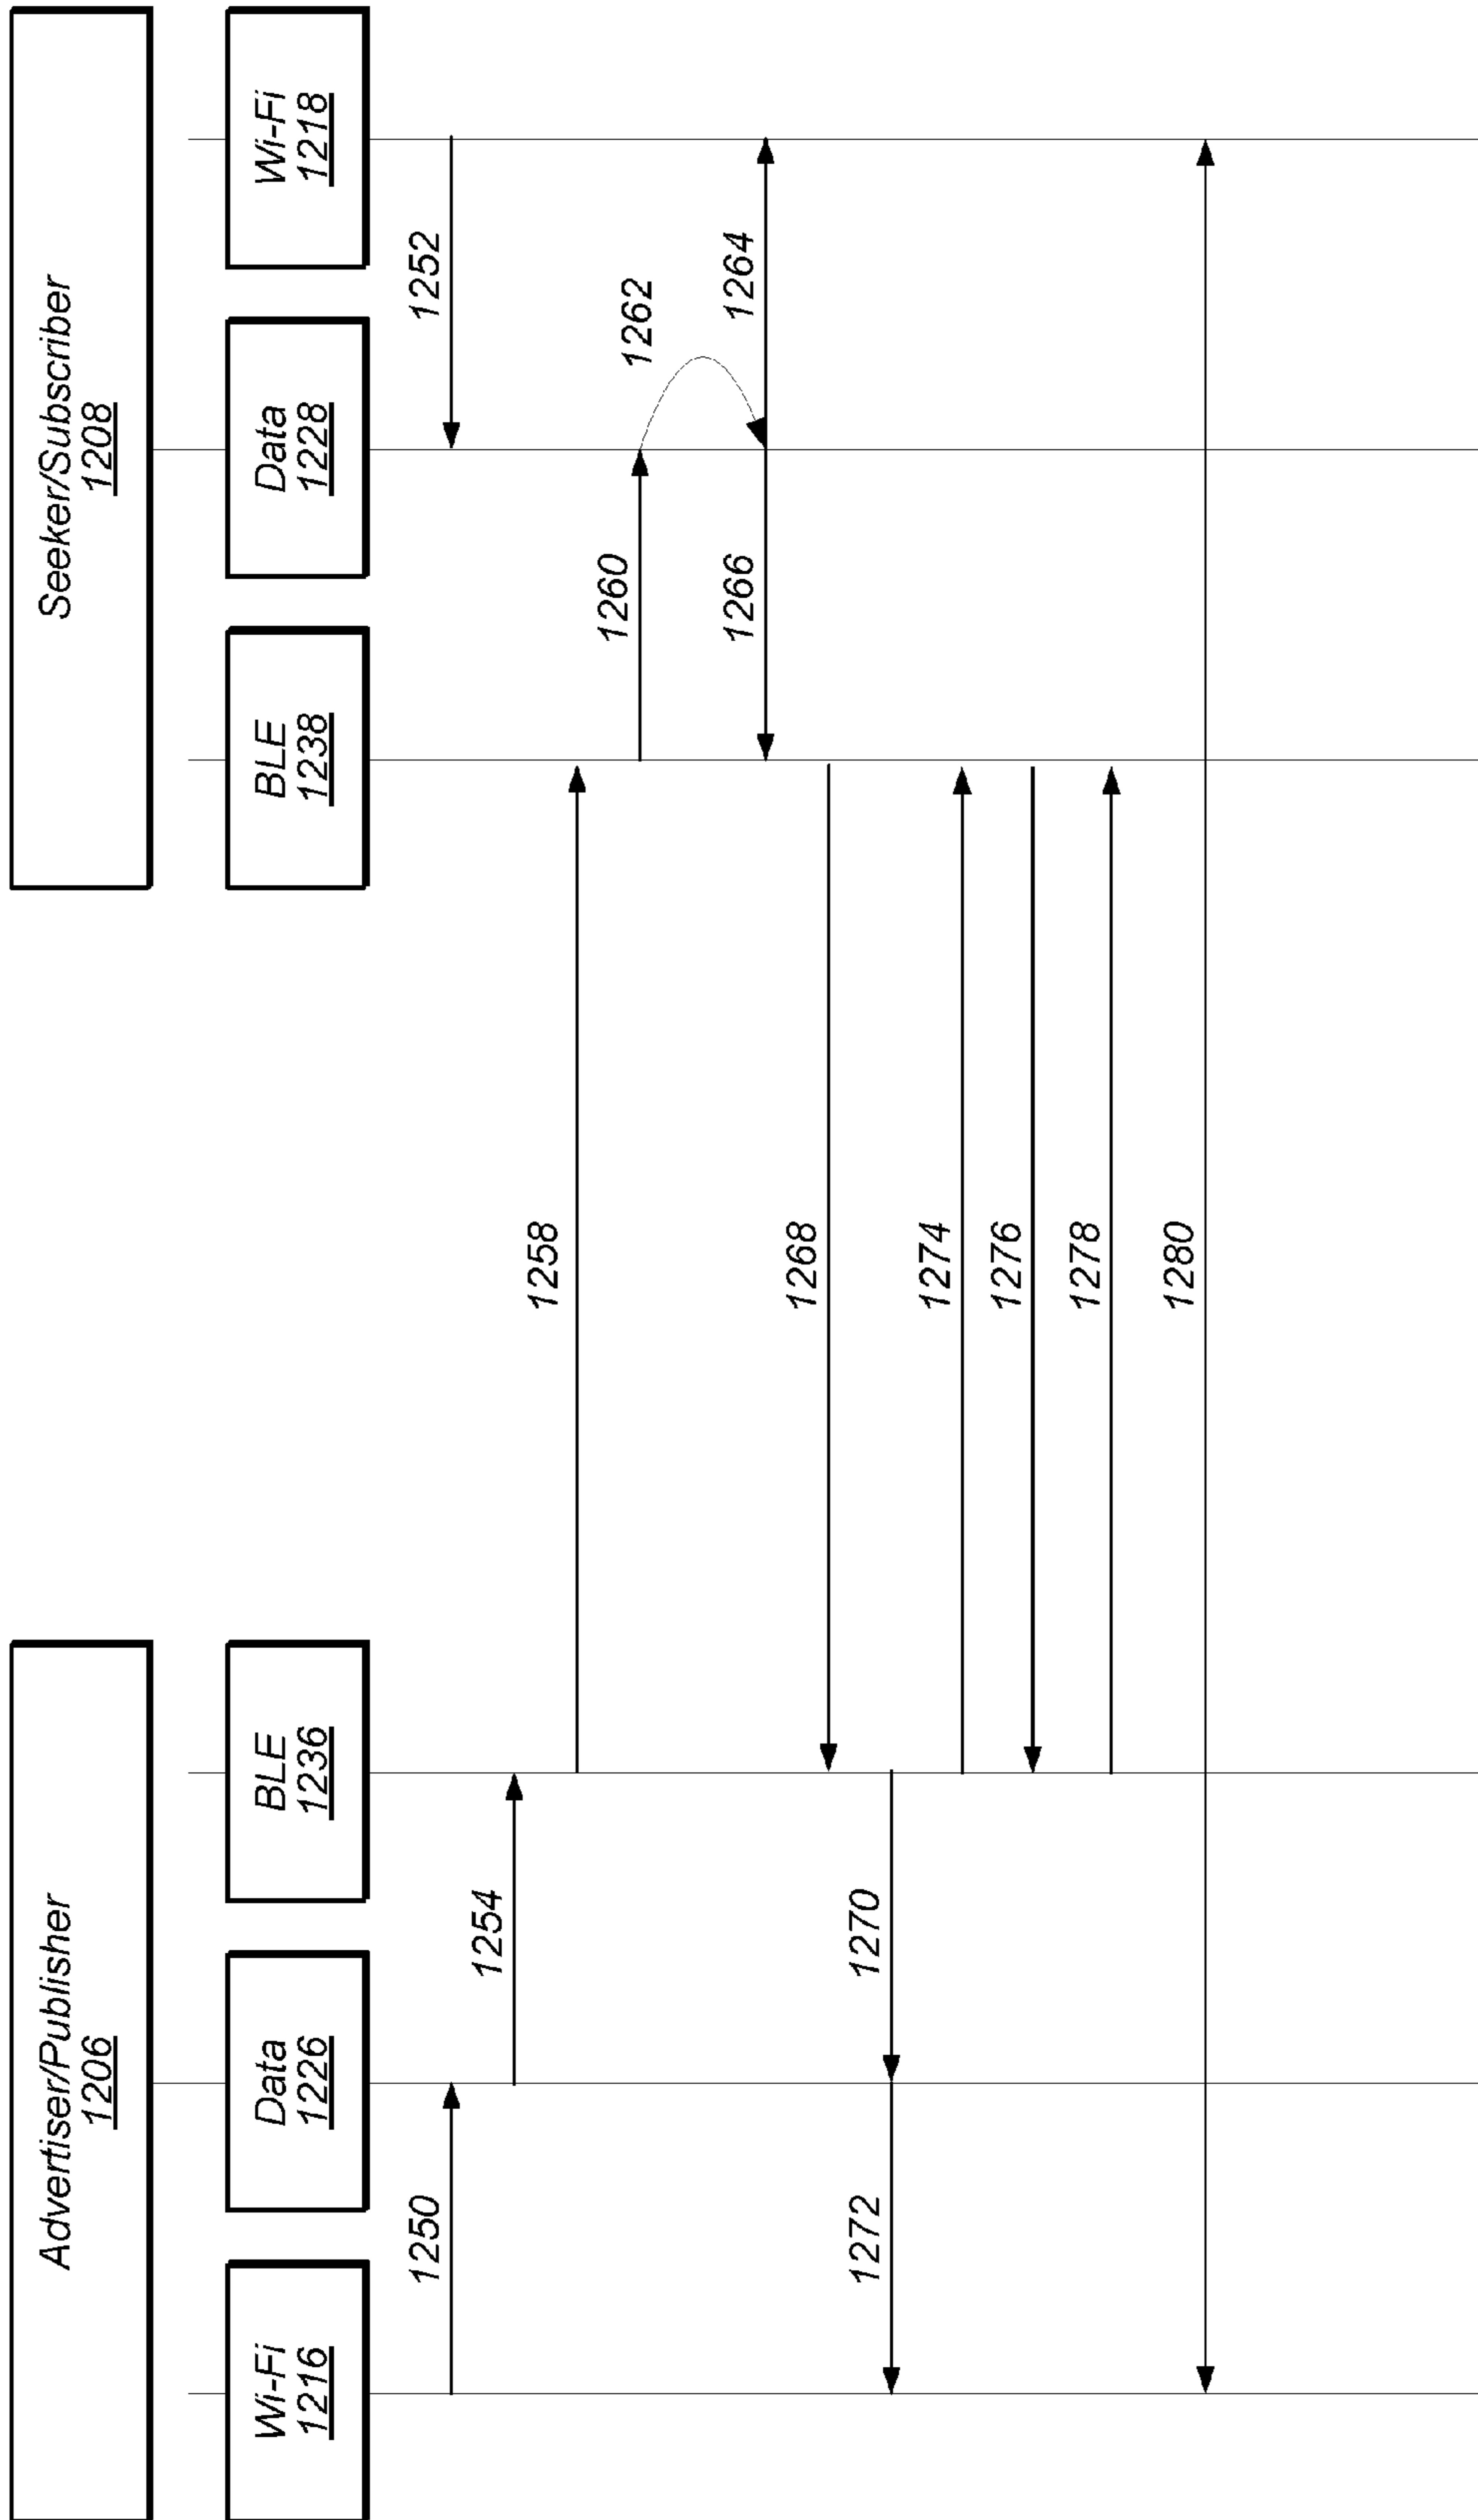 Advertiser/Publisher
1206
Seeker/Subscriber
1208
Wi-Fi
1216
Data
1226
BLE
1236
BLE
1238
Data
1228
Wi-Fi
1218
1250
1252
1254
1258
1260
1262
1266
1264
1268
1272
1270
1274
1276
1278
1280